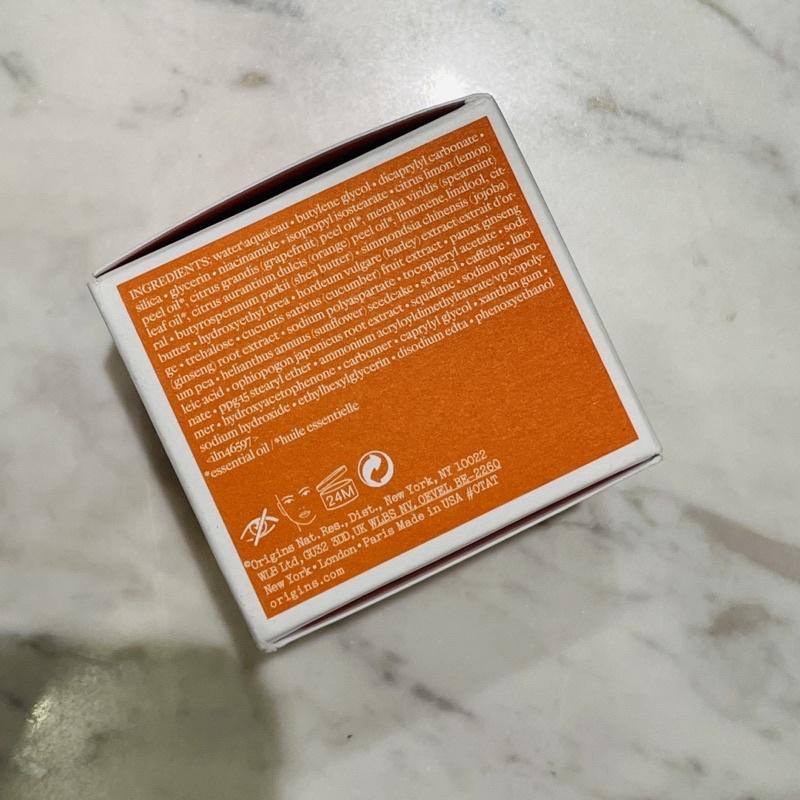 INGREDIENTS: water\aqua\eau • butylene glycol • dicaprylyl carbonate •
silica • glycerin • niacinamide • isopropyl isostearate • citrus limon (lemon)
peel oil*, citrus grandis (grapefruit) peel oil*, mentha viridis (spearmint)
leaf oil*, citrus aurantium dulcis (orange) peel oil*, limonene, linalool, cit-
ral • butyrospermum parkii (shea butter) • simmondsia chinensis (jojoba)
butter • hydroxyethyl urea • hordeum vulgare (barley) extract\extrait d'or-
ge • trehalose • cucumis sativus (cucumber) fruit extract • panax ginseng
(ginseng) root extract • sodium polyaspartate • tocopheryl acetate • sodi-
um pca • helianthus annuus (sunflower) seedcake • sorbitol • caffeine • lino-
leic acid • ophiopogon japonicus root extract • squalane • sodium hyaluro-
nate • ppg-15 stearyl ether • ammonium acryloyldimethyltaurate/vp copoly-
mer • hydroxyacetophenone • carbomer • caprylyl glycol • xanthan gum •
sodium hydroxide • ethylhexylglycerin • disodium edta • phenoxyethanol
<iln46597>
*essential oil / *huile essentielle
24M
©Origins Nat. Res., Dist., New York, NY 10022
WLB Ltd, GU32 3DD, UK WLBS NV, OEVEL, BE-2260
New York • London • Paris Made in USA #OTAT
origins.com